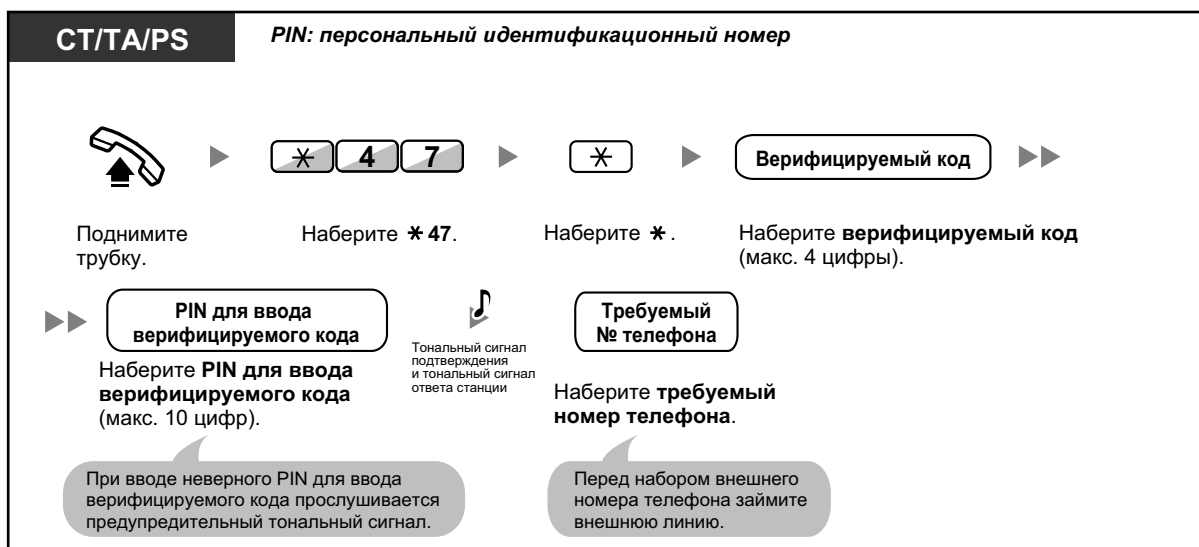 CT/TA/PS
PIN: персональный идентификационный номер
* 4 7
*
Верифицируемый код
Поднимите
трубку.
Наберите * 47.
Наберите * .
Наберите верифицируемый код
(макс. 4 цифры).
PIN для ввода
верифицируемого кода
Наберите PIN для ввода
верифицируемого кода
(макс. 10 цифр).
Тональный сигнал
подтверждения
и тональный сигнал
ответа станции
Требуемый
№ телефона
Наберите требуемый
номер телефона.
При вводе неверного PIN для ввода
верифицируемого кода прослушивается
предупредительный тональный сигнал.
Перед набором внешнего
номера телефона займите
внешнюю линию.